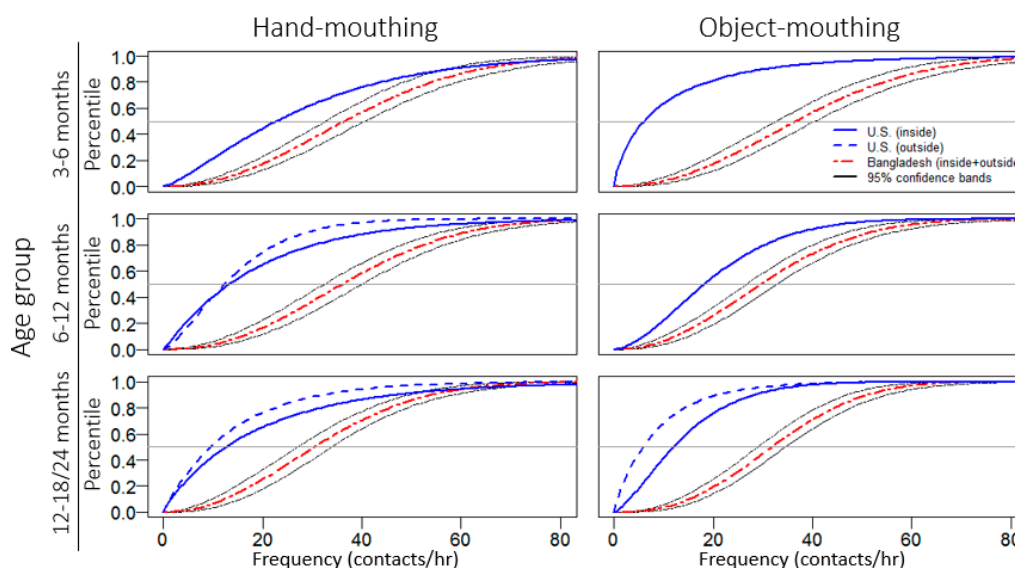 Hand-mouthing Object-mouthing
Age group
3-6 months
Percentile
1.0
0.8
0.6
0.4
0.2
0.0
U.S. (inside)
U.S. (outside)
Bangladesh (inside+outside
95% confidence bands
6-12 months
Percentile
1.0
0.8
0.6
0.4
0.2
0.0
12-18/24 months
Percentile
1.0
0.8
0.6
0.4
0.2
0.0
0 20 40 60 80 0 20 40 60 80
Frequency (contacts/hr) Frequency (contacts/hr)